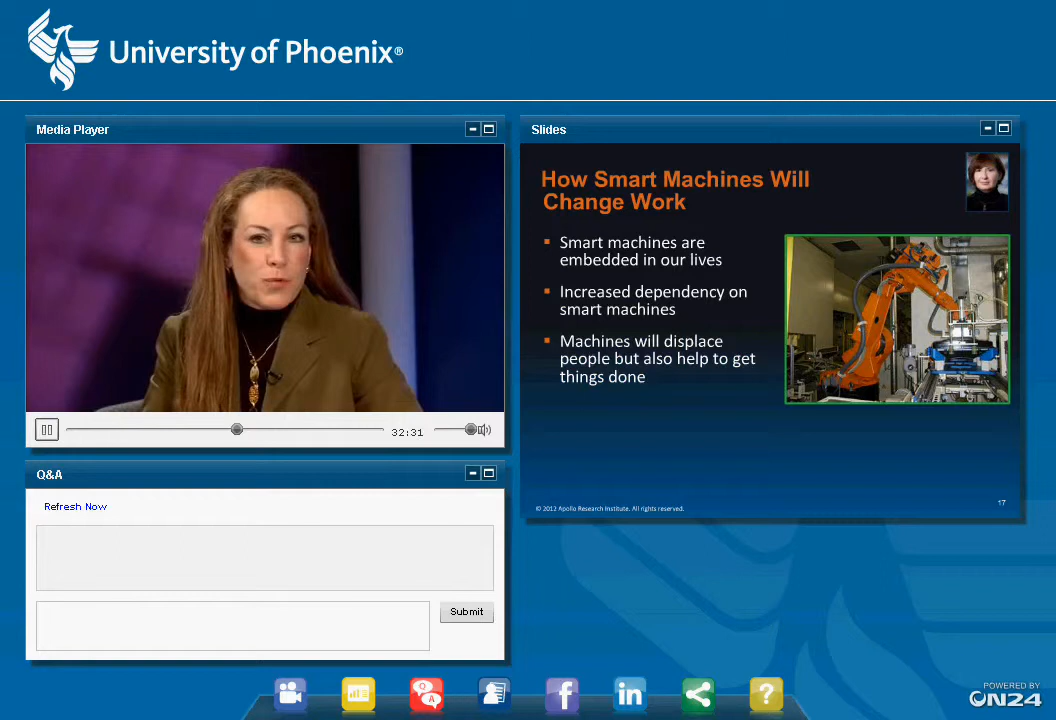 University of Phoenix®
Media Player
32:31
Q&A
Refresh Now
Submit
Slides
How Smart Machines Will
Change Work
Smart machines are
embedded in our lives
Increased dependency on
smart machines
Machines will displace
people but also help to get
things done
© 2012 Apollo Research Institute. All rights reserved.
17
Q
A
f
in
?
POWERED BY
ON24